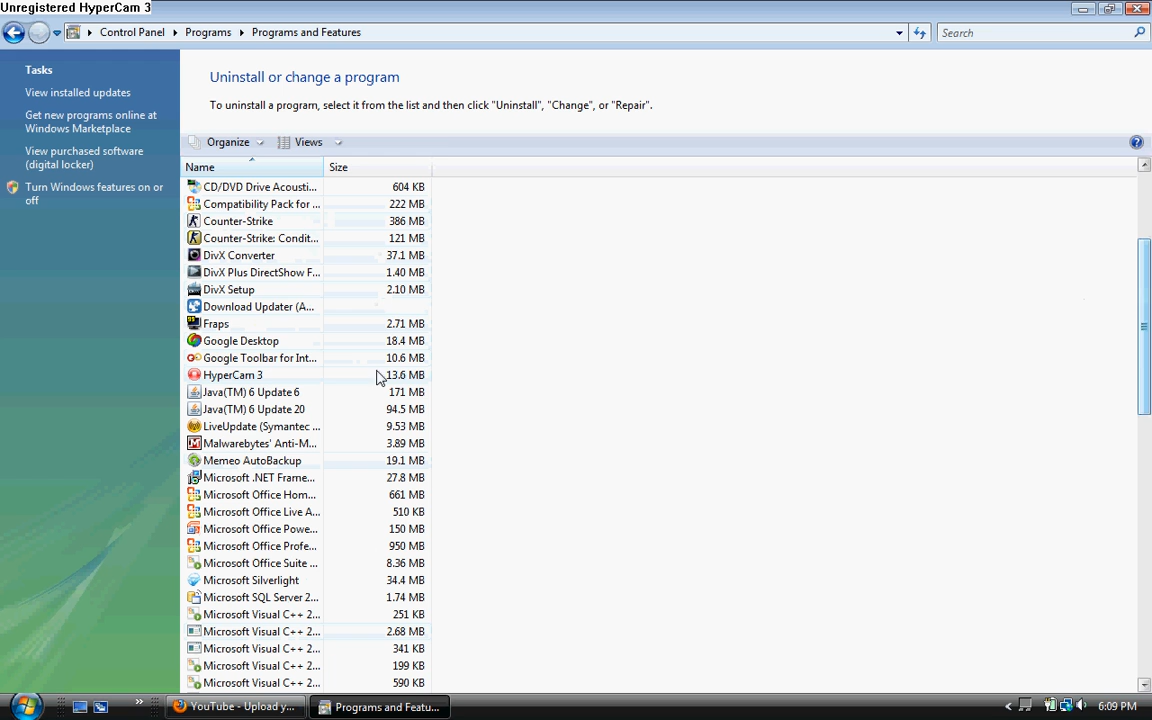 Unregistered HyperCam 3
Control Panel Programs Programs and Features Search
Tasks
View installed updates
Get new programs online at
Windows Marketplace
View purchased software
(digital locker)
Turn Windows features on or
off
Uninstall or change a program
To uninstall a program, select it from the list and then click "Uninstall", "Change", or "Repair".
Organize Views
Name Size
CD/DVD Drive Acousti... 604 KB
Compatibility Pack for ... 222 MB
Counter-Strike 386 MB
Counter-Strike: Condit... 121 MB
DivX Converter 37.1 MB
DivX Plus DirectShow F... 1.40 MB
DivX Setup 2.10 MB
Download Updater (A...
Fraps 2.71 MB
Google Desktop 18.4 MB
Google Toolbar for Int... 10.6 MB
HyperCam 3 13.6 MB
Java(TM) 6 Update 6 171 MB
Java(TM) 6 Update 20 94.5 MB
LiveUpdate (Symantec ... 9.53 MB
Malwarebytes' Anti-M... 3.89 MB
Memeo AutoBackup 19.1 MB
Microsoft .NET Frame... 27.8 MB
Microsoft Office Hom... 661 MB
Microsoft Office Live A... 510 KB
Microsoft Office Powe... 150 MB
Microsoft Office Profe... 950 MB
Microsoft Office Suite ... 8.36 MB
Microsoft Silverlight 34.4 MB
Microsoft SQL Server 2... 1.74 MB
Microsoft Visual C++ 2... 251 KB
Microsoft Visual C++ 2... 2.68 MB
Microsoft Visual C++ 2... 341 KB
Microsoft Visual C++ 2... 199 KB
Microsoft Visual C++ 2... 590 KB
YouTube - Upload y... Programs and Featu... 6:09 PM